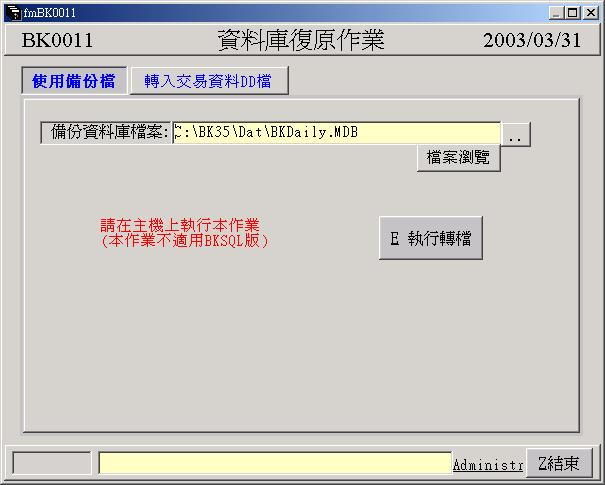 fmBK0011
BK0011 資料庫復原作業 2003/03/31
使用備份檔 轉入交易資料DD檔
備份資料庫檔案: C:\BK35\Dat\BKDaily.MDB ..
檔案瀏覽
請在主機上執行本作業
(本作業不適用BKSQL版)
E 執行轉檔
Administr Z結束